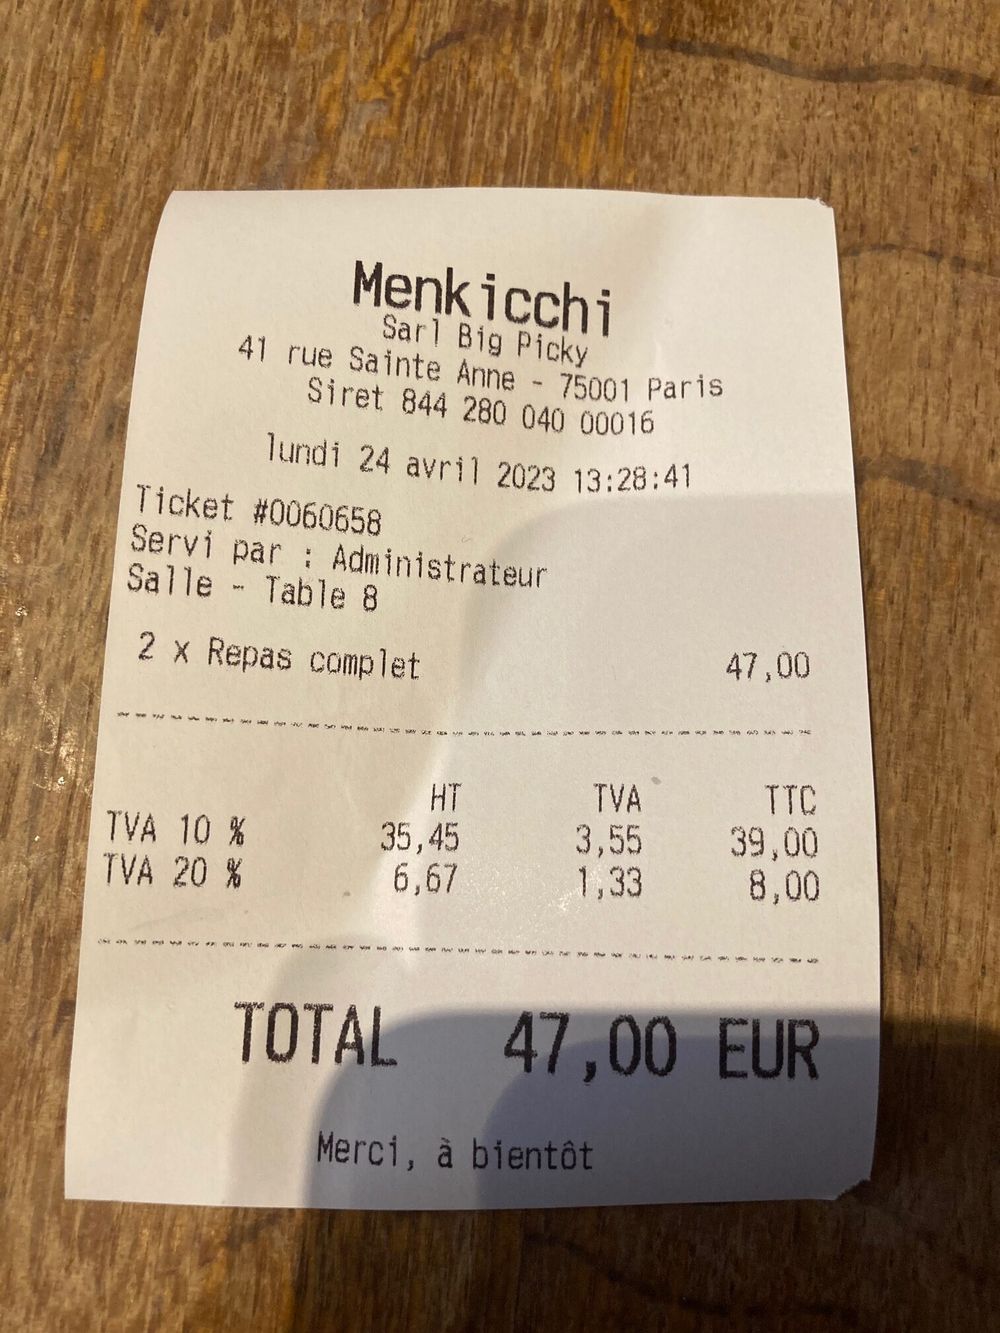 Menkicchi
Sarl Big Picky
41 rue Sainte Anne - 75001 Paris
Siret 844 280 040 00016
lundi 24 avril 2023 13:28:41
Ticket #0060658
Servi par : Administrateur
Salle - Table 8
2 x Repas complet 47,00
HT TVA TTC
TVA 10 % 35,45 3,55 39,00
TVA 20 % 6,67 1,33 8,00
TOTAL 47,00 EUR
Merci, à bientôt